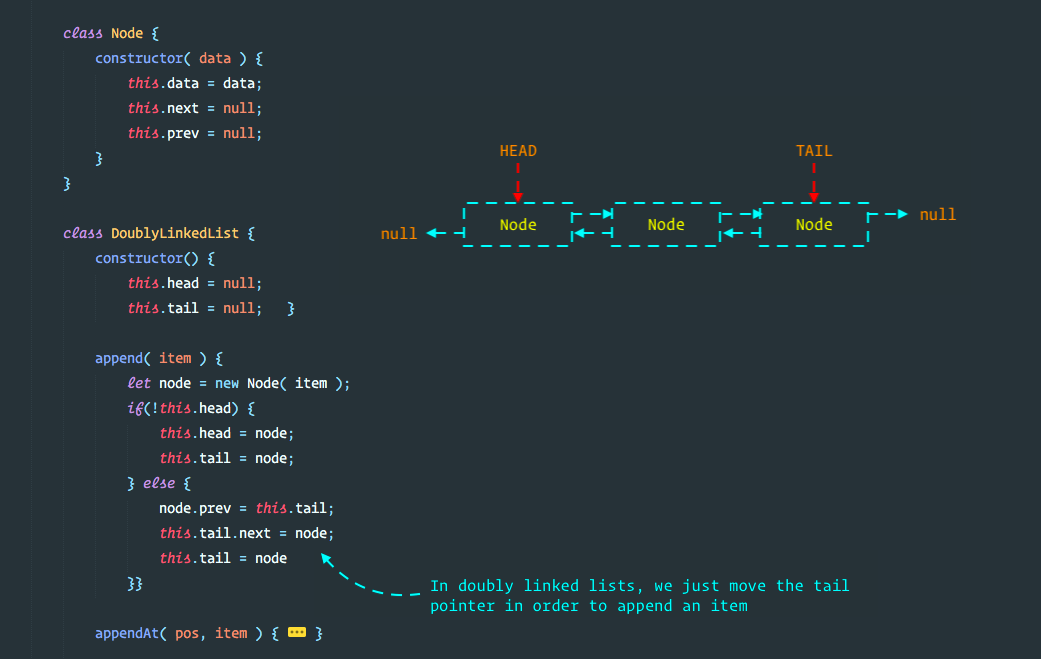 class Node {
constructor( data ) {
this.data = data;
this.next = null;
this.prev = null;
}
}
class DoublyLinkedList {
constructor() {
this.head = null;
this.tail = null;   }
append( item ) {
let node = new Node( item );
if(!this.head) {
this.head = node;
this.tail = node;
} else {
node.prev = this.tail;
this.tail.next = node;
this.tail = node
}}
appendAt( pos, item ) { ••• }
HEAD
TAIL
null
Node
Node
Node
null
In doubly linked lists, we just move the tail
pointer in order to append an item